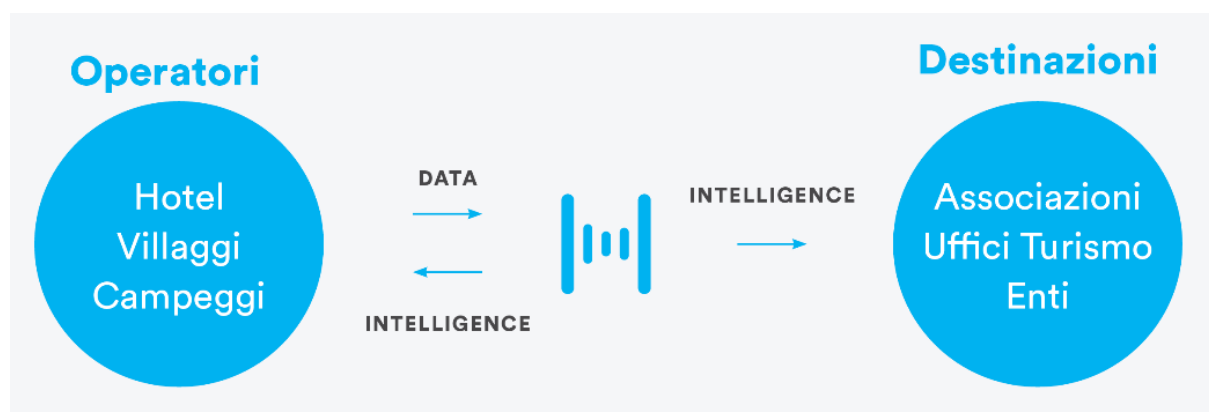 Operatori
Hotel
Villaggi
Campeggi
DATA
INTELLIGENCE
INTELLIGENCE
Destinazioni
Associazioni
Uffici Turismo
Enti